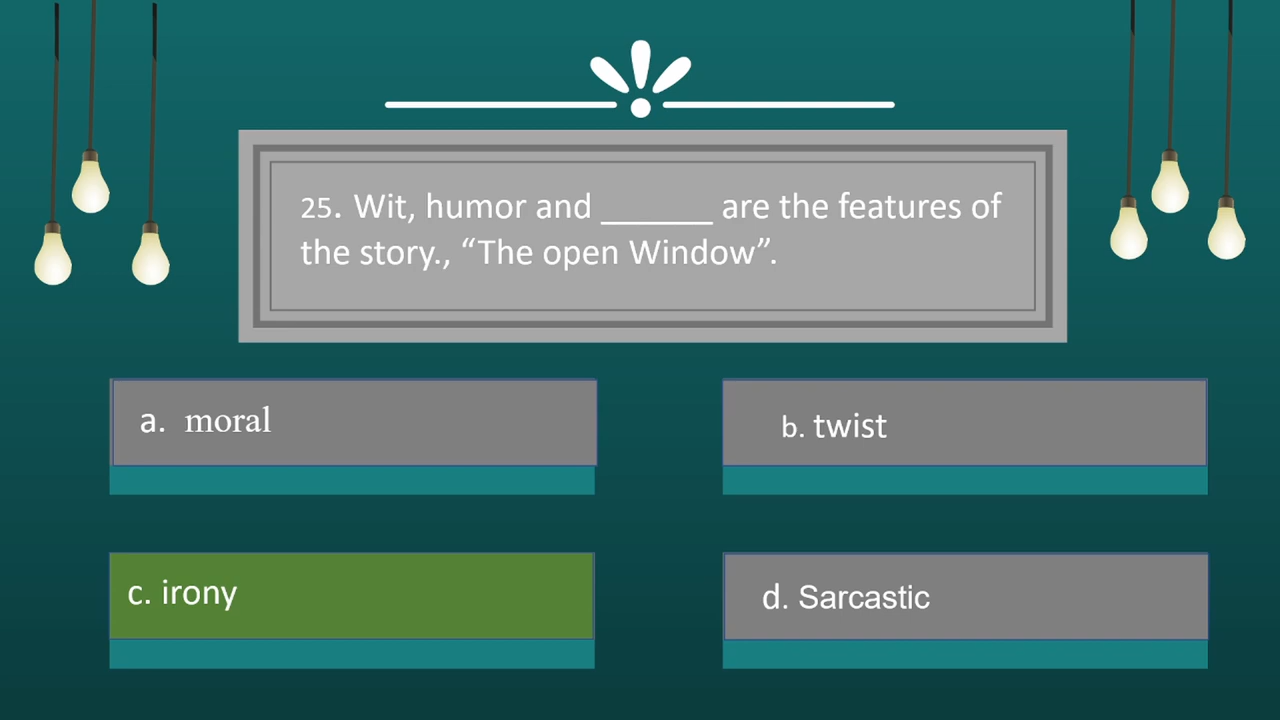 25. Wit, humor and ______ are the features of
the story., “The open Window”.
a. moral
b. twist
c. irony
d. Sarcastic